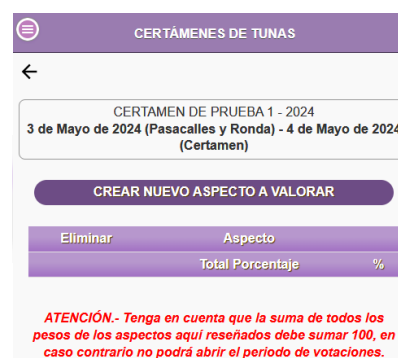 CERTÁMENES DE TUNAS
CERTAMEN DE PRUEBA 1 - 2024
3 de Mayo de 2024 (Pasacalles y Ronda) - 4 de Mayo de 2024
(Certamen)
CREAR NUEVO ASPECTO A VALORAR
Eliminar Aspecto
Total Porcentaje %
ATENCIÓN.- Tenga en cuenta que la suma de todos los
pesos de los aspectos aquí reseñados debe sumar 100, en
caso contrario no podrá abrir el periodo de votaciones.